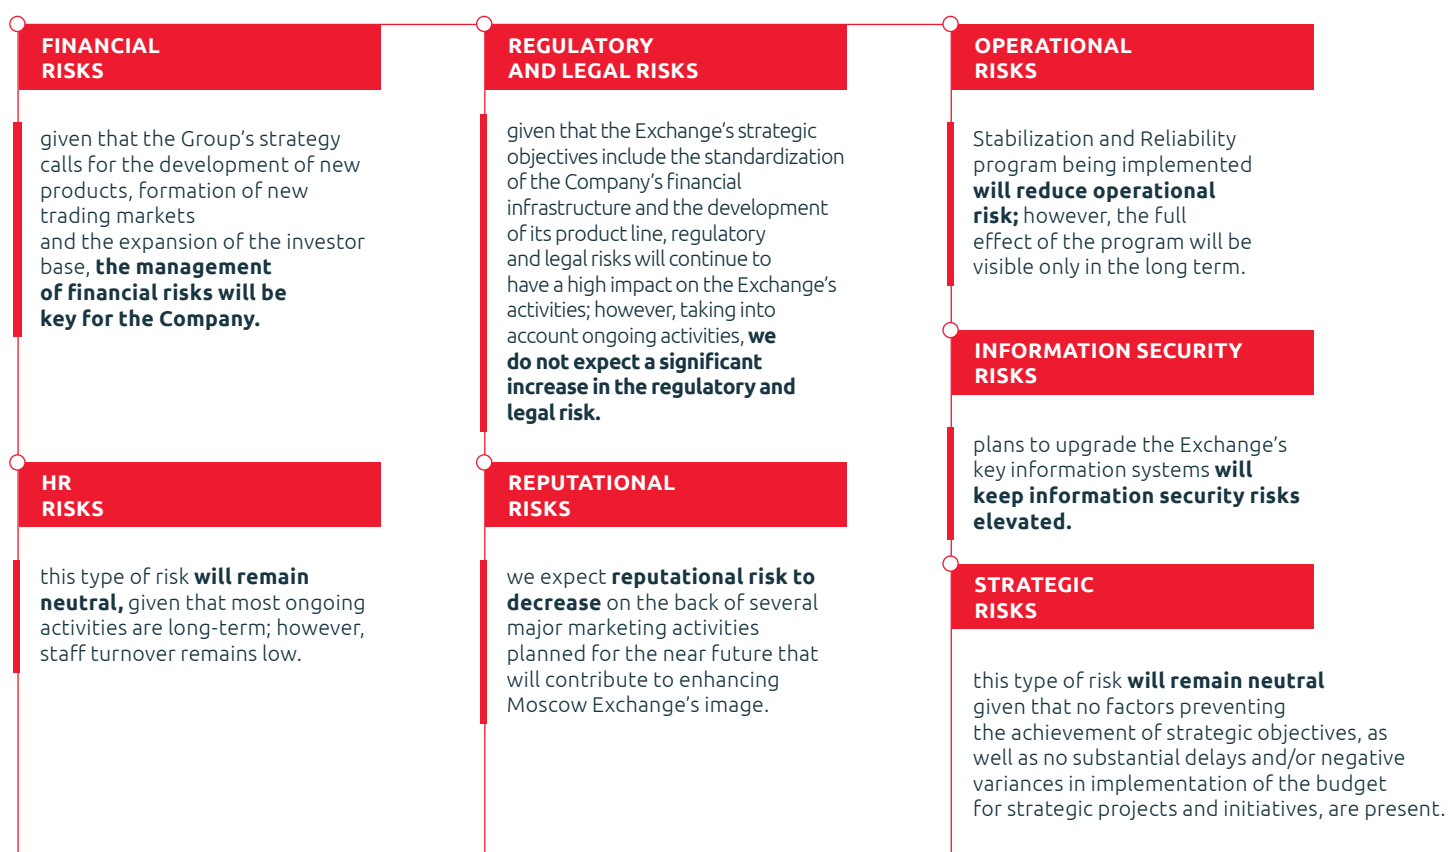 FINANCIAL
RISKS
given that the Group's strategy
calls for the development of new
products, formation of new
trading markets
and the expansion of the investor
base, the management
of financial risks will be
key for the Company.
HR
RISKS
this type of risk will remain
neutral, given that most ongoing
activities are long-term; however,
staff turnover remains low.
REGULATORY
AND LEGAL RISKS
given that the Exchange's strategic
objectives include the standardization
of the Company's financial
infrastructure and the development
of its product line, regulatory
and legal risks will continue to
have a high impact on the Exchange's
activities; however, taking into
account ongoing activities, we
do not expect a significant
increase in the regulatory and
legal risk.
REPUTATIONAL
RISKS
we expect reputational risk to
decrease on the back of several
major marketing activities
planned for the near future that
will contribute to enhancing
Moscow Exchange's image.
OPERATIONAL
RISKS
Stabilization and Reliability
program being implemented
will reduce operational
risk; however, the full
effect of the program will be
visible only in the long term.
INFORMATION SECURITY
RISKS
plans to upgrade the Exchange's
key information systems will
keep information security risks
elevated.
STRATEGIC
RISKS
this type of risk will remain neutral
given that no factors preventing
the achievement of strategic objectives, as
well as no substantial delays and/or negative
variances in implementation of the budget
for strategic projects and initiatives, are present.